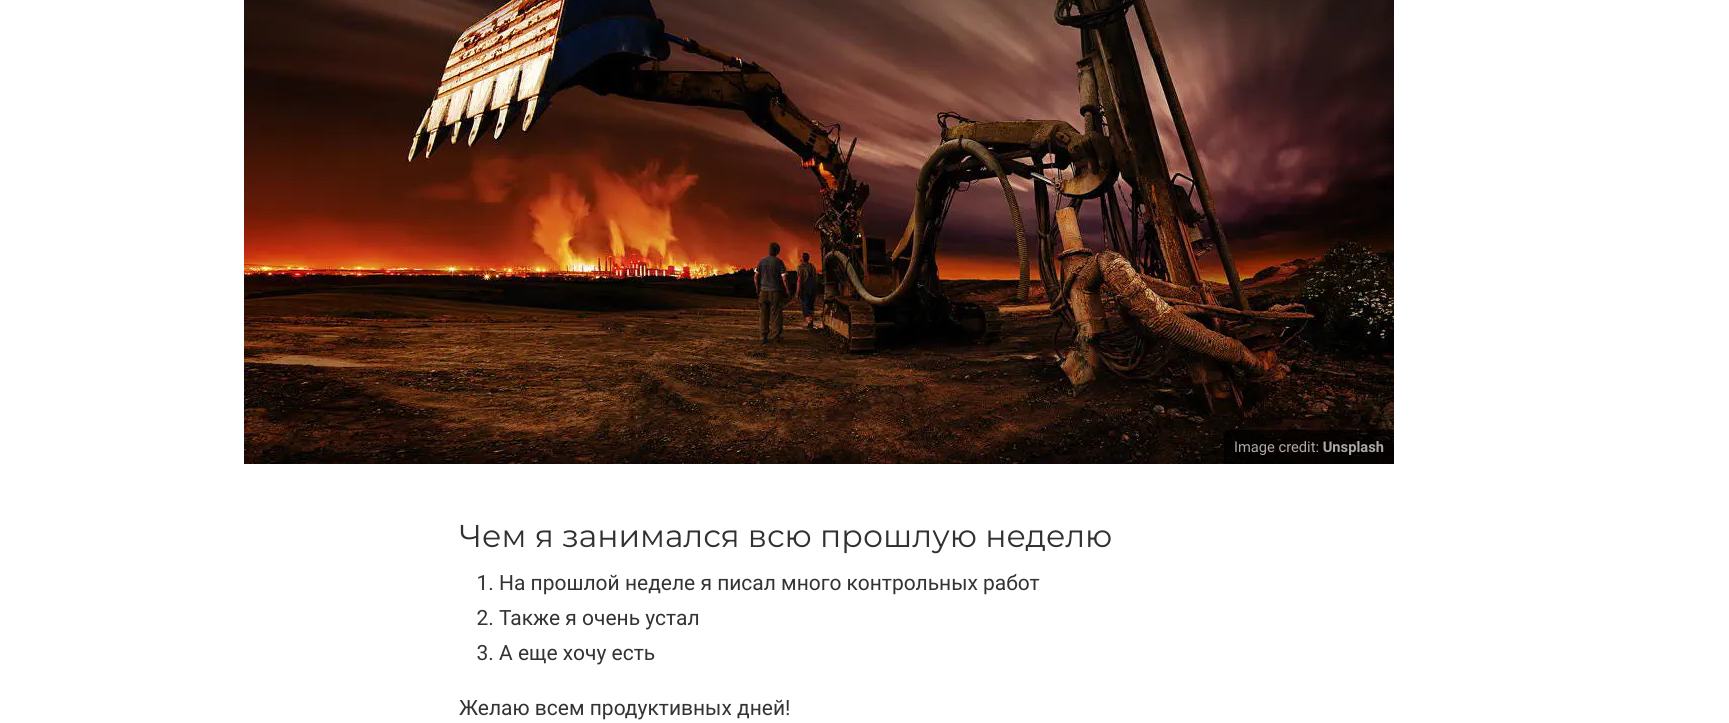 Image credit: Unsplash
Чем я занимался всю прошлую неделю
1. На прошлой неделе я писал много контрольных работ
2. Также я очень устал
3. А еще хочу есть
Желаю всем продуктивных дней!